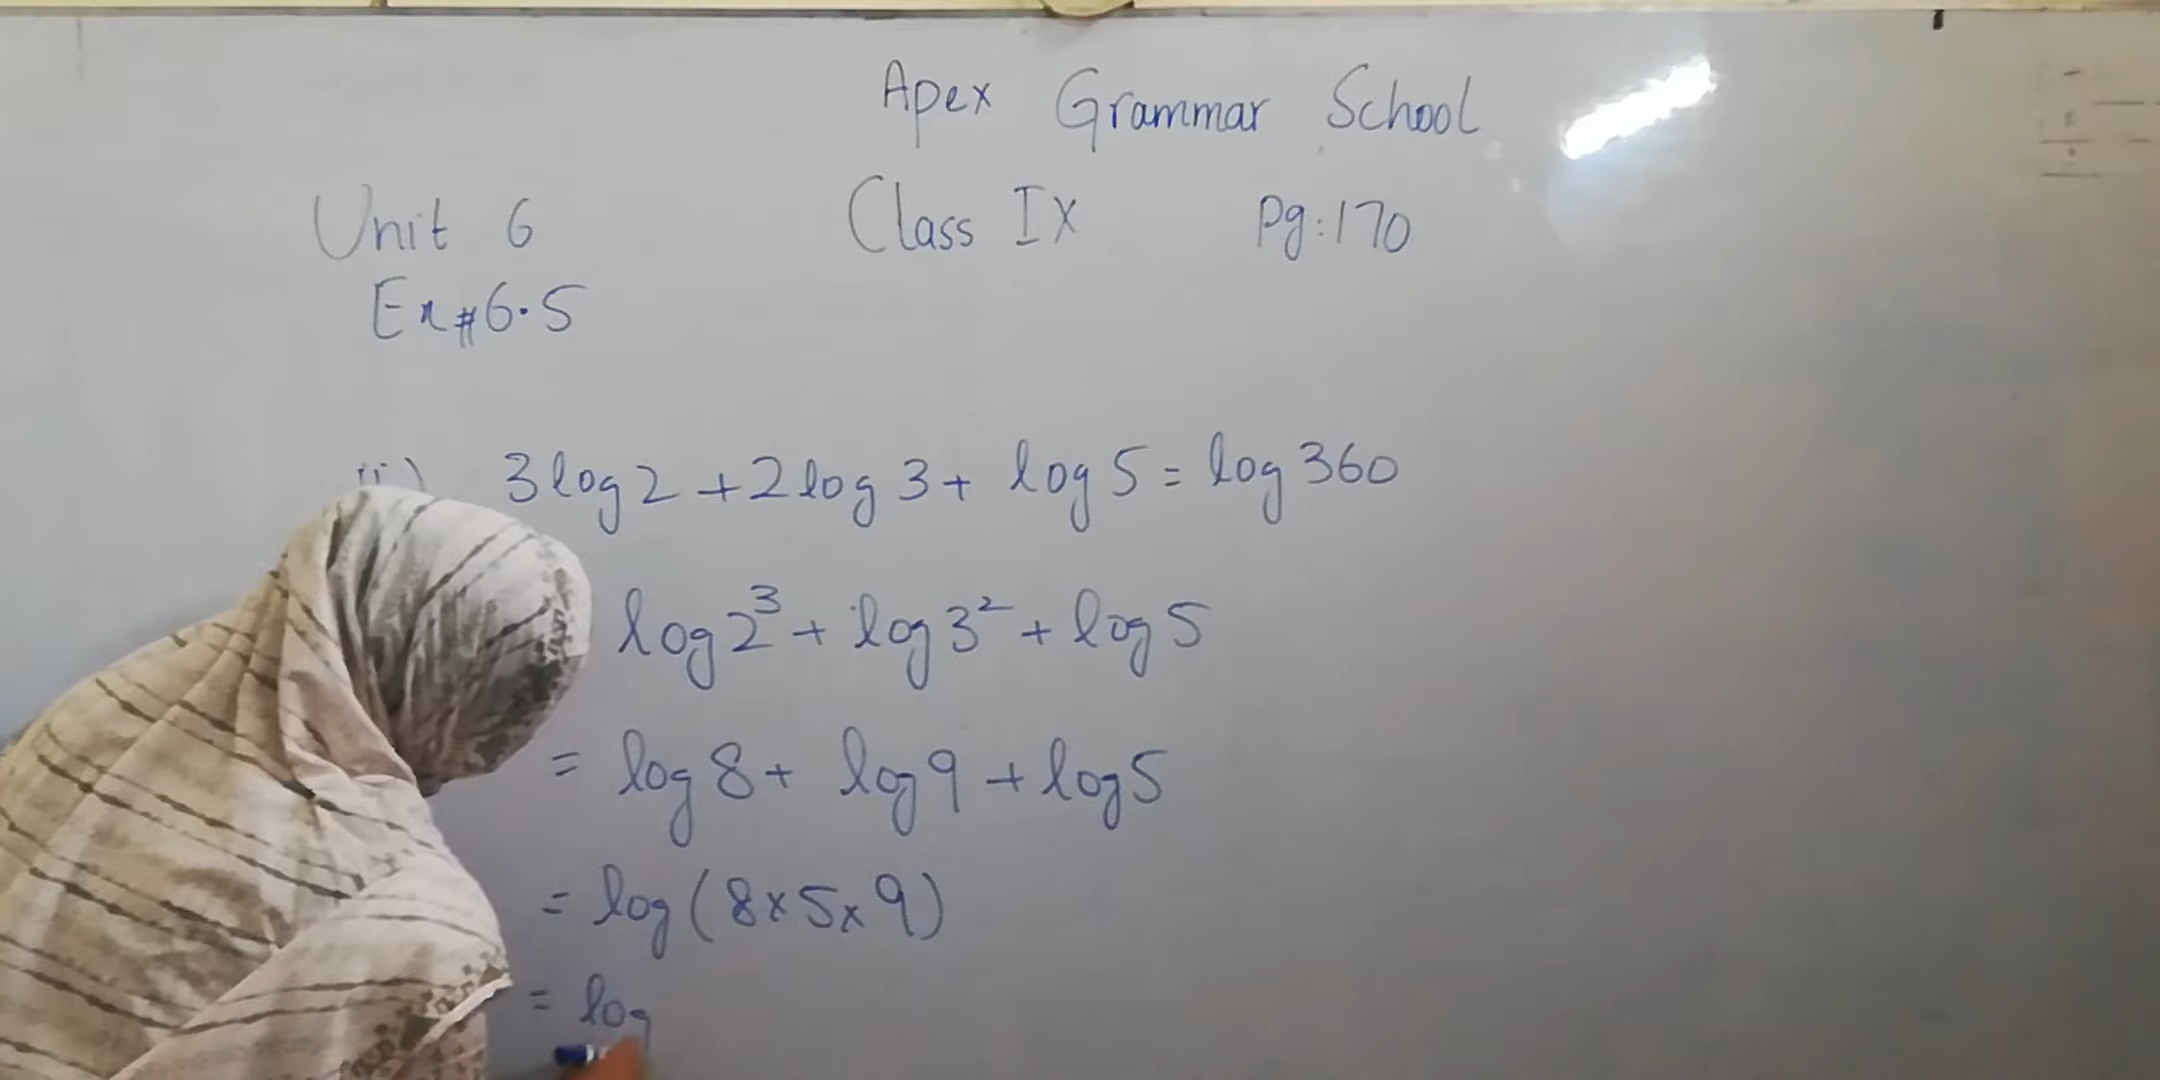 Apex Grammar School
Unit 6 Class IX Pg:170
Ex#6.5
ii) 3log2 + 2log3 + log5 = log360
log2³ + log3² + log5
= log8 + log9 + log5
= log(8×5×9)
= log